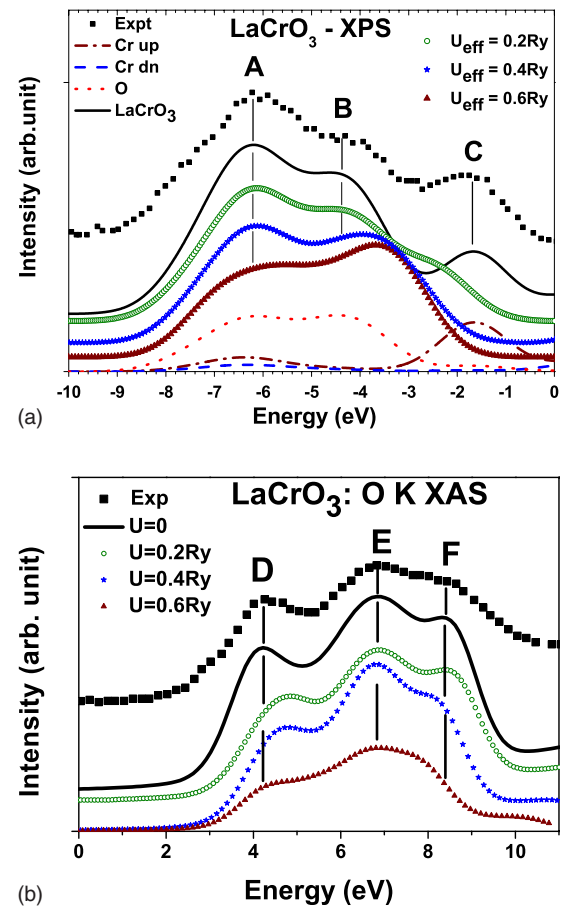 LaCrO3 - XPS
Expt
Cr up
Cr dn
O
LaCrO3
Ueff = 0.2Ry
Ueff = 0.4Ry
Ueff = 0.6Ry
A
B
C
Intensity (arb.unit)
-10 -9 -8 -7 -6 -5 -4 -3 -2 -1 0
Energy (eV)
(a)
LaCrO3: O K XAS
Exp
U=0
U=0.2Ry
U=0.4Ry
U=0.6Ry
D
E
F
Intensity (arb. unit)
0 2 4 6 8 10
Energy (eV)
(b)